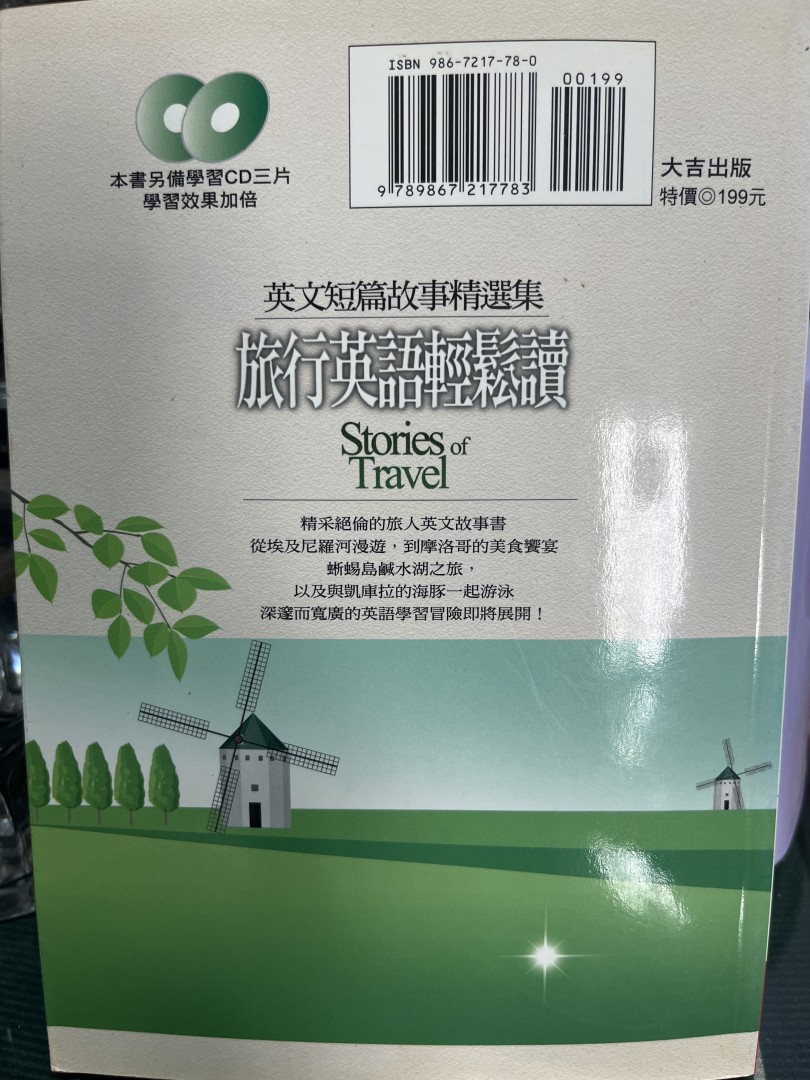 ISBN 986-7217-78-0
00199
9 789867 217783
大吉出版
特價◎199元
本書另備學習CD三片
學習效果加倍
英文短篇故事精選集
旅行英語輕鬆讀
Stories of
Travel
精采絕倫的旅人英文故事書
從埃及尼羅河漫遊，到摩洛哥的美食饗宴
蜥蜴島鹹水湖之旅，
以及與凱庫拉的海豚一起游泳
深邃而寬廣的英語學習冒險即將展開！